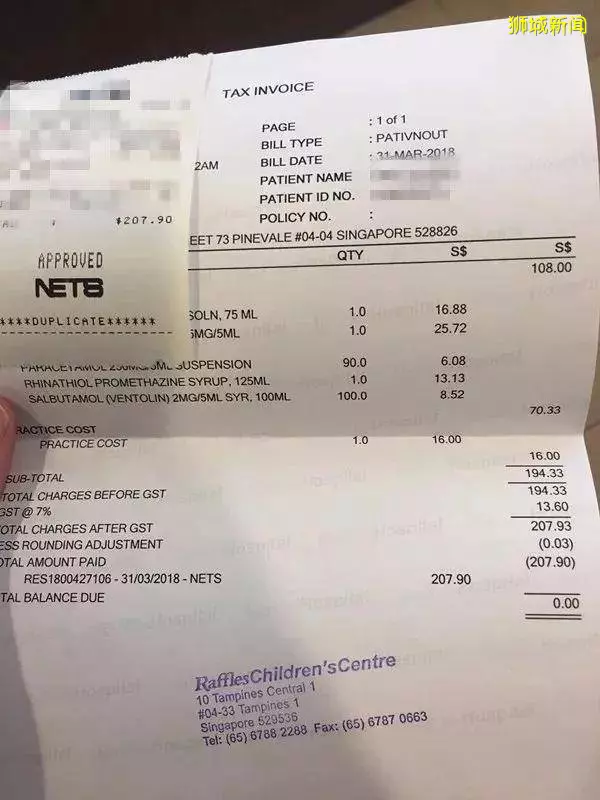 狮城新闻
TAX INVOICE
PAGE : 1 of 1
BILL TYPE : PATIVNOUT
2AM BILL DATE : 31-MAR-2018
PATIENT NAME
PATIENT ID NO.
POLICY NO. :
EET 73 PINEVALE #04-04 SINGAPORE 528826
$207.90
APPROVED
NETS
****DUPLICATE******
QTY S$ S$
108.00
SOLN, 75 ML 1.0 16.88
5MG/5ML 1.0 25.72
PARACETAMOL 250MG/5ML SUSPENSION 90.0 6.08
RHINATHIOL PROMETHAZINE SYRUP, 125ML 1.0 13.13
SALBUTAMOL (VENTOLIN) 2MG/5ML SYR, 100ML 100.0 8.52
70.33
RACTICE COST
PRACTICE COST 1.0 16.00
16.00
SUB-TOTAL 194.33
TOTAL CHARGES BEFORE GST 194.33
GST @ 7% 13.60
OTAL CHARGES AFTER GST 207.93
ESS ROUNDING ADJUSTMENT (0.03)
OTAL AMOUNT PAID (207.90)
RES1800427106 - 31/03/2018 - NETS 207.90
TAL BALANCE DUE 0.00
RafflesChildren'sCentre
10 Tampines Central 1
#04-33 Tampines 1
Singapore 529536
Tel: (65) 6788 2288 Fax: (65) 6787 0663